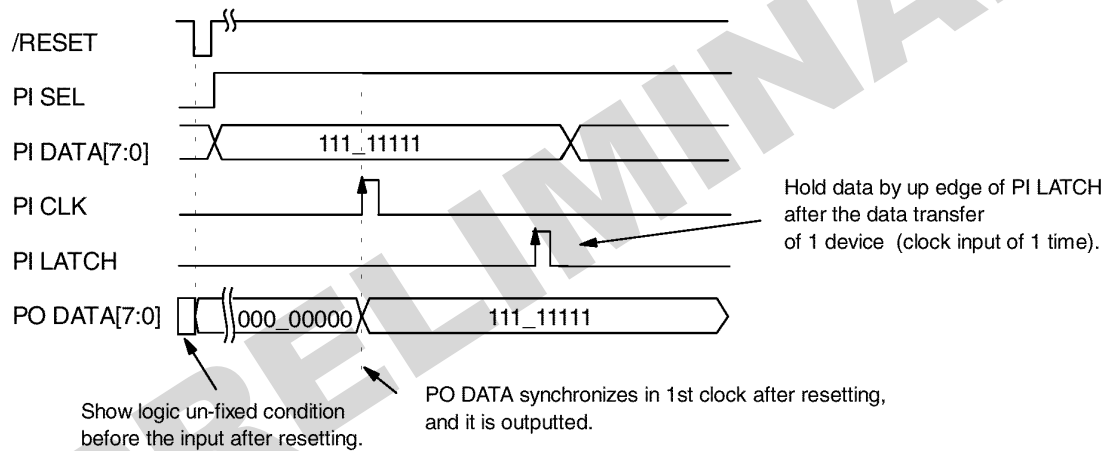 /RESET
PI SEL
PI DATA[7:0]
111_11111
PI CLK
PI LATCH
Hold data by up edge of PI LATCH
after the data transfer
of 1 device (clock input of 1 time).
PO DATA[7:0]
000_00000
111_11111
Show logic un-fixed condition
before the input after resetting.
PO DATA synchronizes in 1st clock after resetting,
and it is outputted.
PRELIMINA